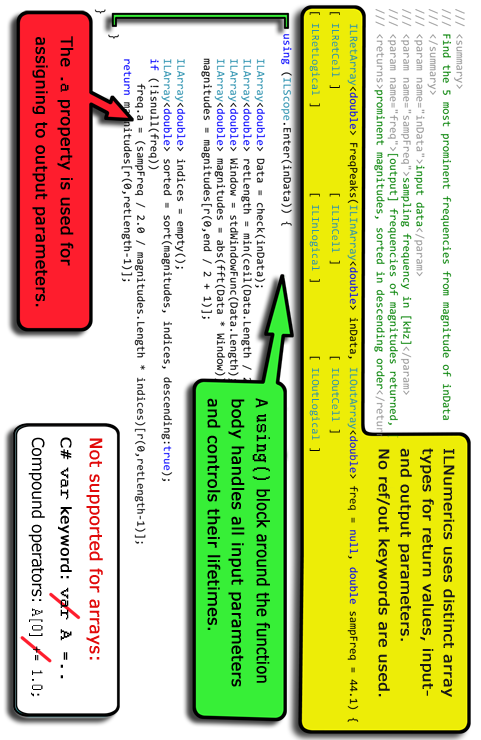 /// <summary>
/// Find the 5 most prominent frequencies from magnitude of inData
/// </summary>
/// <param name="inData">input data</param>
/// <param name="sampFreq">sampling frequency in [kHz]</param>
/// <param name="freq">[output] frequencies of magnitudes returned,
/// <returns>prominent magnitudes, sorted in descending order</retur
ILNumerics uses distinct array
types for return values, input-
and output parameters.
No ref/out keywords are used.
ILRetArray<double> FreqPeaks(ILInArray<double> inData, ILOutArray<double> freq = null, double sampFreq = 44.1) {
[ ILRetCell ] [ ILInCell ] [ ILOutCell ]
[ ILRetLogical ] [ ILInLogical ] [ ILOutLogical ]
using (ILScope.Enter(inData)) {
ILArray<double> Data = check(inData);
ILArray<double> retLength = min(ceil(Data.Length /
ILArray<double> Window = stdWindowFunc(Data.Length)
ILArray<double> magnitudes = abs(fft(Data * Window)
magnitudes = magnitudes[r(0,end / 2 + 1)];
ILArray<double> indices = empty();
ILArray<double> sorted = sort(magnitudes, indices, descending:true);
if (!isnull(freq))
freq.a = (sampFreq / 2.0 / magnitudes.Length * indices)[r(0,retLength-1)];
return magnitudes[r(0,retLength-1)];
}
}
A using() block around the function
body handles all input parameters
and controls their lifetimes.
The .a property is used for
assigning to output parameters.
Not supported for arrays:
C# var keyword: var A =..
Compound operators: A[0] += 1.0;